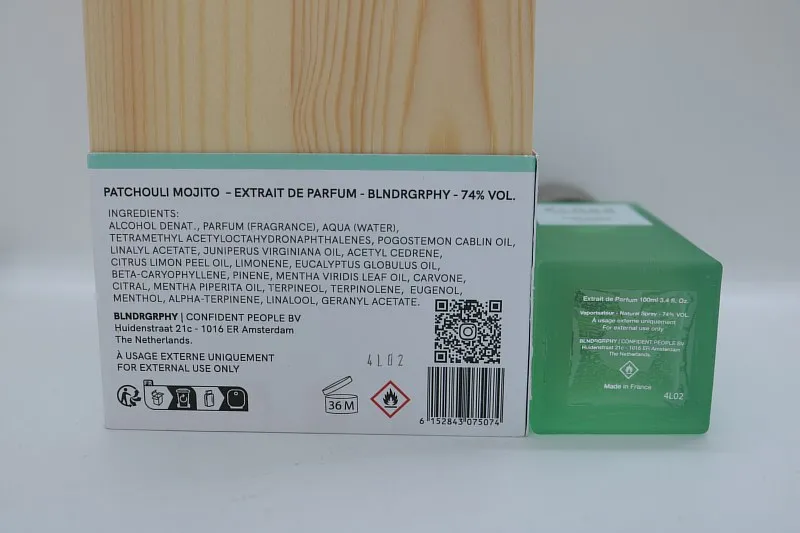 PATCHOULI MOJITO – EXTRAIT DE PARFUM - BLNDRGRPHY - 74% VOL.
INGREDIENTS:
ALCOHOL DENAT., PARFUM (FRAGRANCE), AQUA (WATER),
TETRAMETHYL ACETYLOCTAHYDRONAPHTHALENES, POGOSTEMON CABLIN OIL,
LINALYL ACETATE, JUNIPERUS VIRGINIANA OIL, ACETYL CEDRENE,
CITRUS LIMON PEEL OIL, LIMONENE, EUCALYPTUS GLOBULUS OIL,
BETA-CARYOPHYLLENE, PINENE, MENTHA VIRIDIS LEAF OIL, CARVONE,
CITRAL, MENTHA PIPERITA OIL, TERPINEOL, TERPINOLENE, EUGENOL,
MENTHOL, ALPHA-TERPINENE, LINALOOL, GERANYL ACETATE.
BLNDRGRPHY | CONFIDENT PEOPLE BV
Huidenstraat 21c - 1016 ER Amsterdam
The Netherlands.
À USAGE EXTERNE UNIQUEMENT
FOR EXTERNAL USE ONLY
4L02
36 M
6 152843 075074
Extrait de Parfum 100ml 3.4 fl. Oz.
Vaporisateur - Natural Spray - 74% VOL.
À usage externe uniquement
For external use only
BLNDRGRPHY | CONFIDENT PEOPLE BV
Huidenstraat 21c - 1016 ER Amsterdam
The Netherlands.
Made in France
4L02